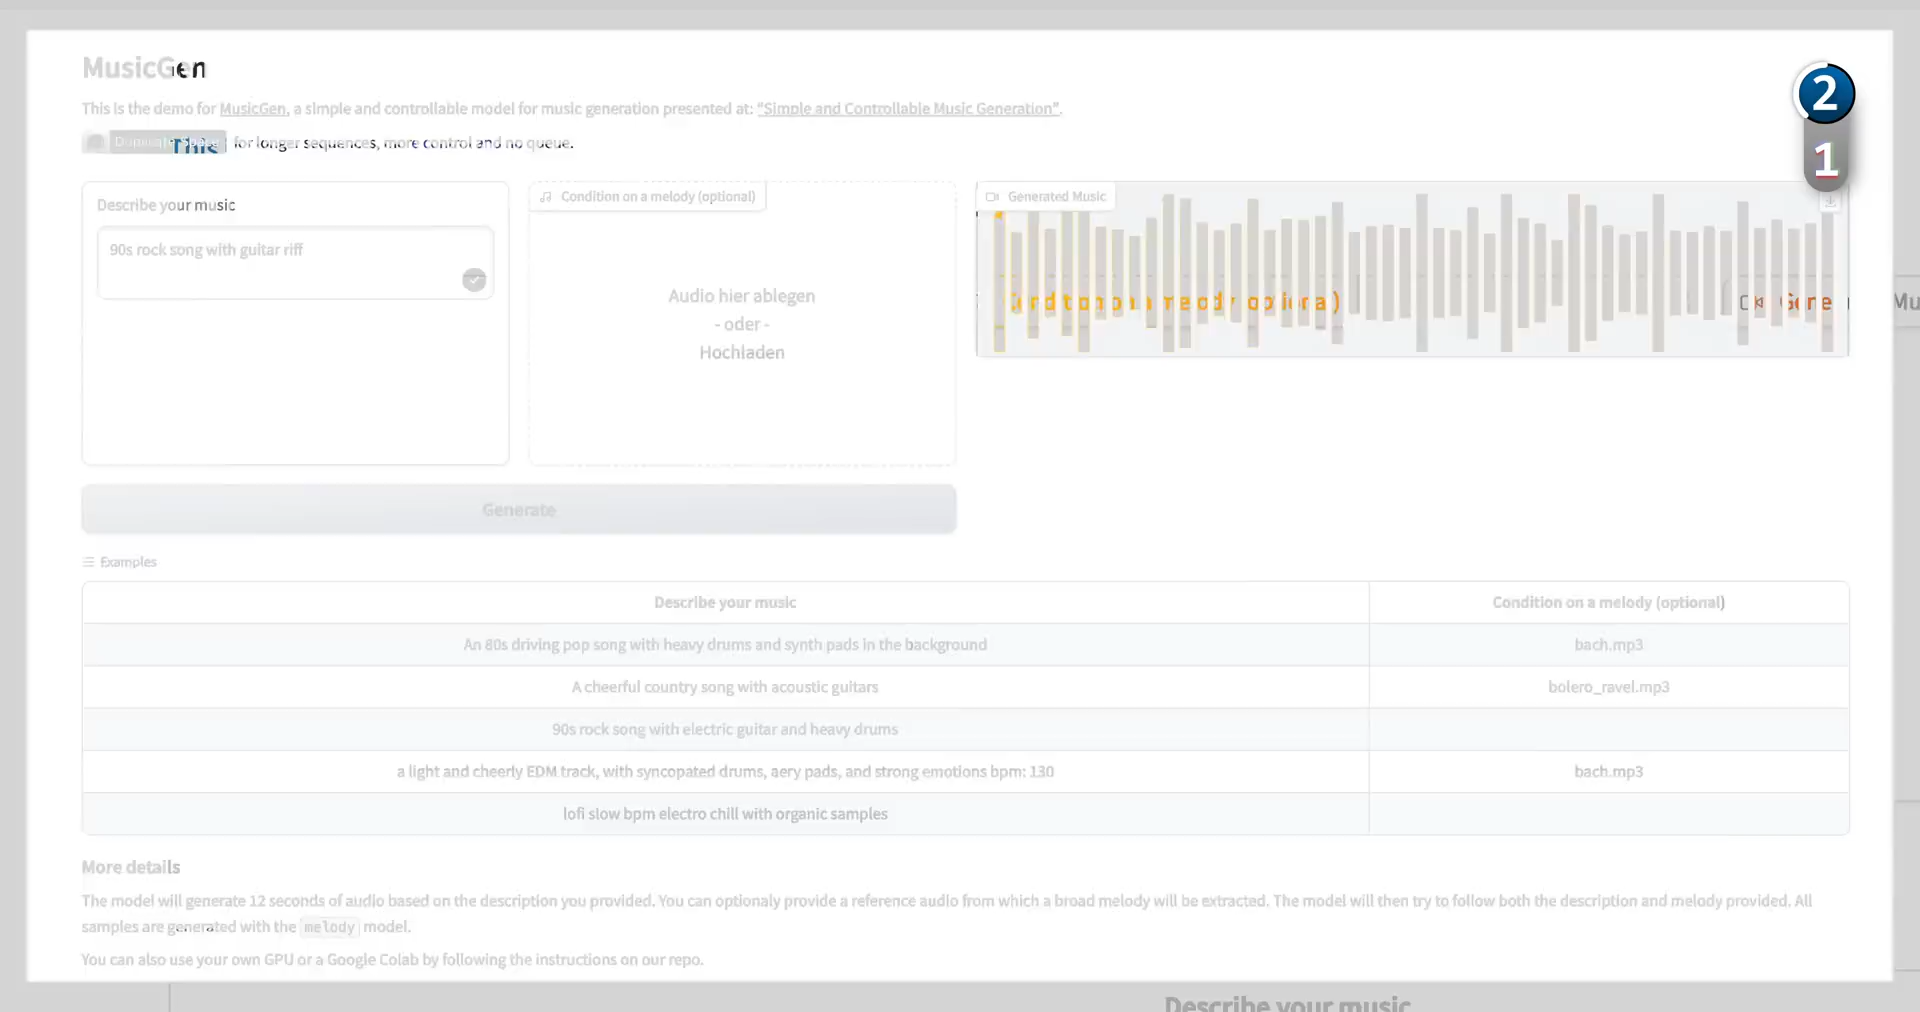 MusicGen
This is the demo for MusicGen, a simple and controllable model for music generation presented at: “Simple and Controllable Music Generation”.
Duplicate Space This for longer sequences, more control and no queue.
2
1
Describe your music
90s rock song with guitar riff
Condition on a melody (optional)
Audio hier ablegen
- oder -
Hochladen
Generated Music
Condition on a melody (optional)
Gene
Mu
Generate
Examples
Describe your music Condition on a melody (optional)
An 80s driving pop song with heavy drums and synth pads in the background bach.mp3
A cheerful country song with acoustic guitars bolero_ravel.mp3
90s rock song with electric guitar and heavy drums
a light and cheerly EDM track, with syncopated drums, aery pads, and strong emotions bpm: 130 bach.mp3
lofi slow bpm electro chill with organic samples
More details
The model will generate 12 seconds of audio based on the description you provided. You can optionaly provide a reference audio from which a broad melody will be extracted. The model will then try to follow both the description and melody provided. All
samples are generated with the melody model.
You can also use your own GPU or a Google Colab by following the instructions on our repo.
Describe your music